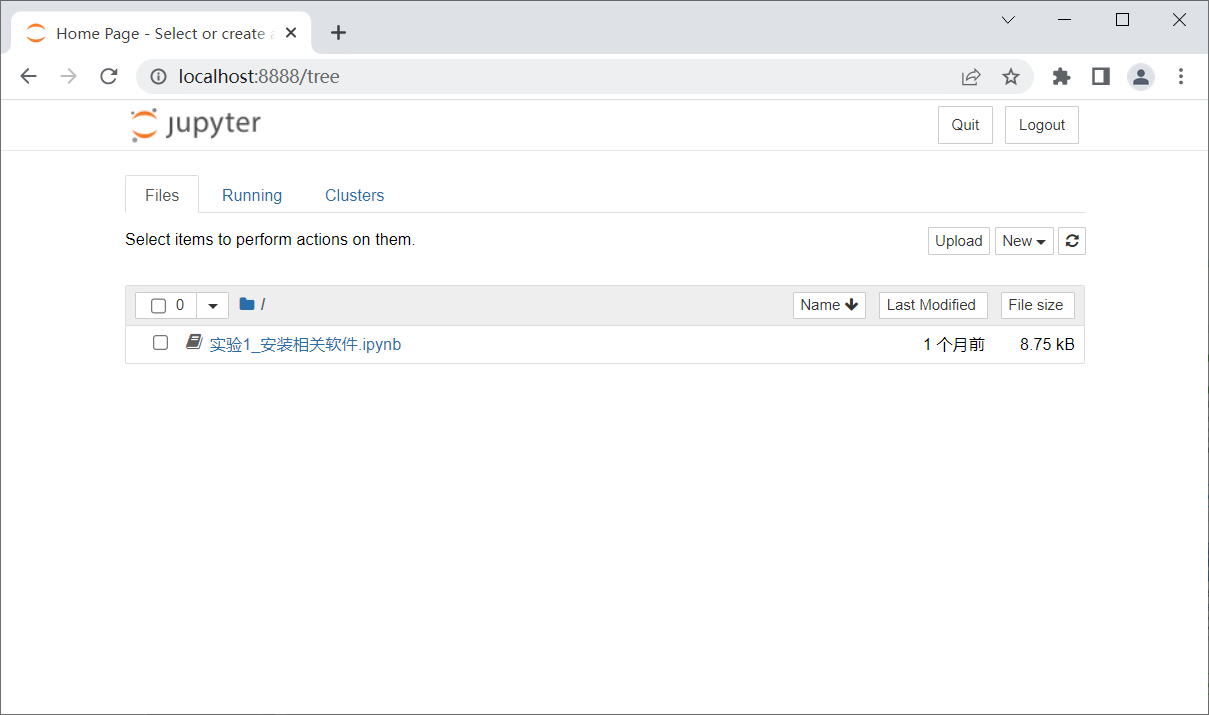 Home Page - Select or create
localhost:8888/tree
jupyter
Quit
Logout
Files
Running
Clusters
Select items to perform actions on them.
Upload
New
0
/
Name
Last Modified
File size
实验1_安装相关软件.ipynb
1 个月前
8.75 kB